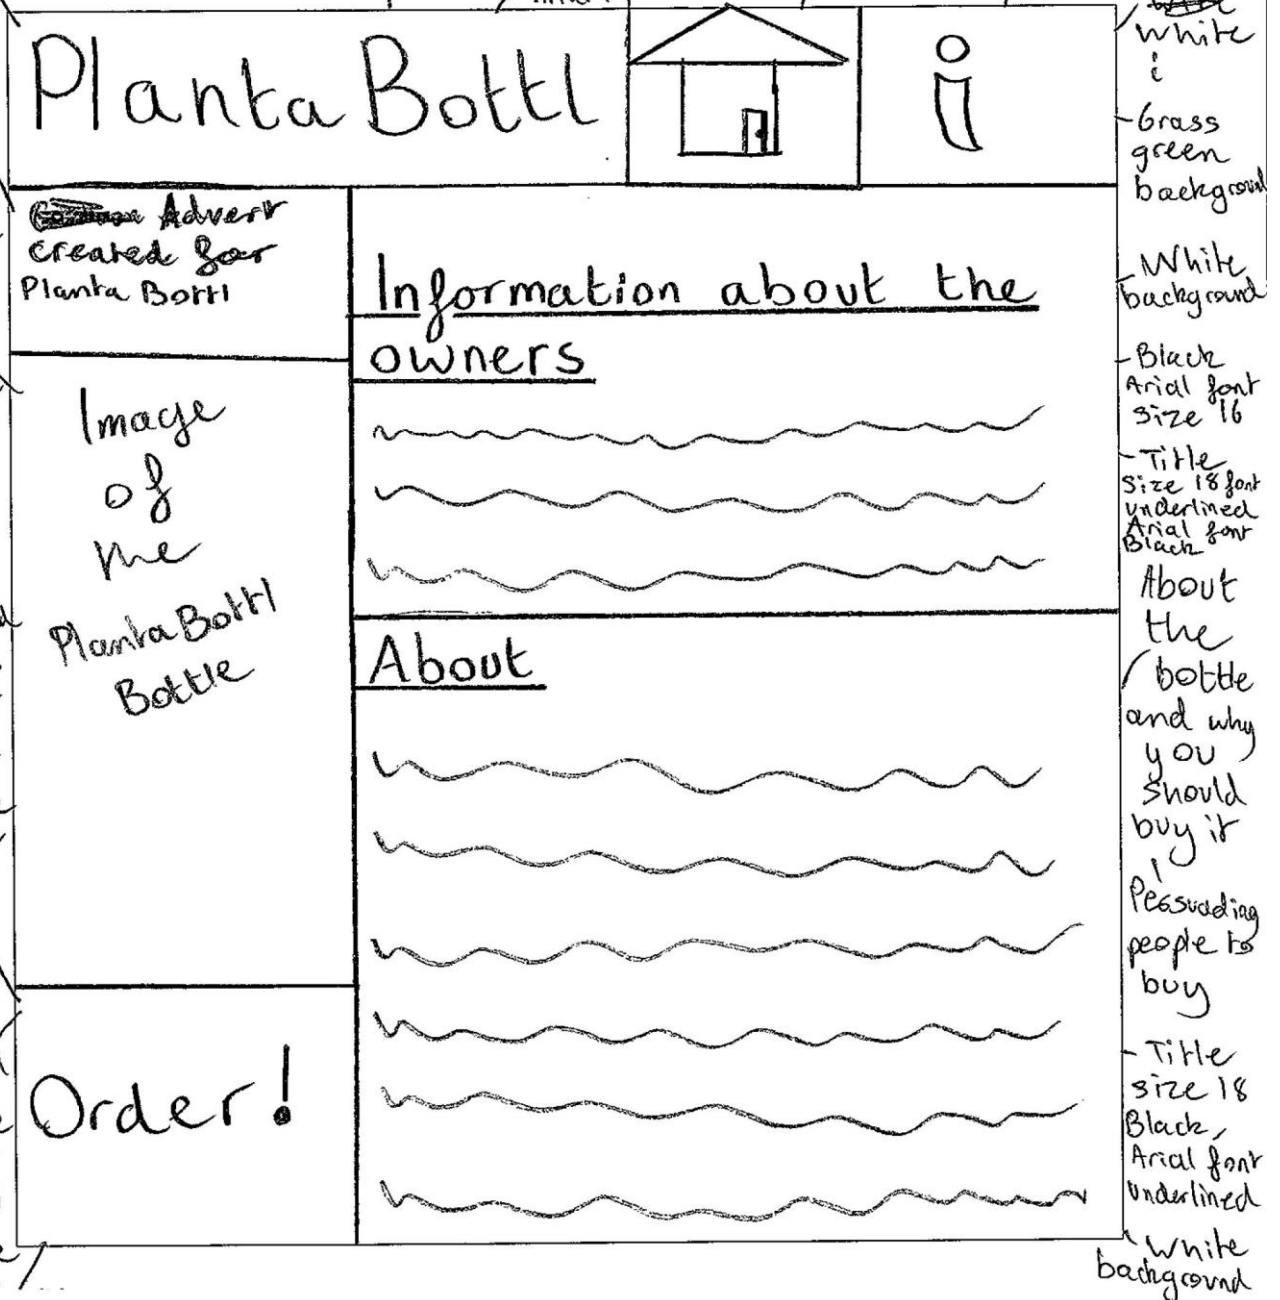 Planta Bottl
i
Advert
created for
Planta Bottl
Image
of
the
Planta Bottl
Bottle
Order!
Information about the
owners
About
White
i
-Grass
green
background
-White
background
-Black
Arial font
Size 16
-Title
Size 18 font
underlined
Arial font
Black
About
the
bottle
and why
you
should
buy it
Pessuading
people to
buy
-Title
size 18
Black,
Arial font
underlined
White
background